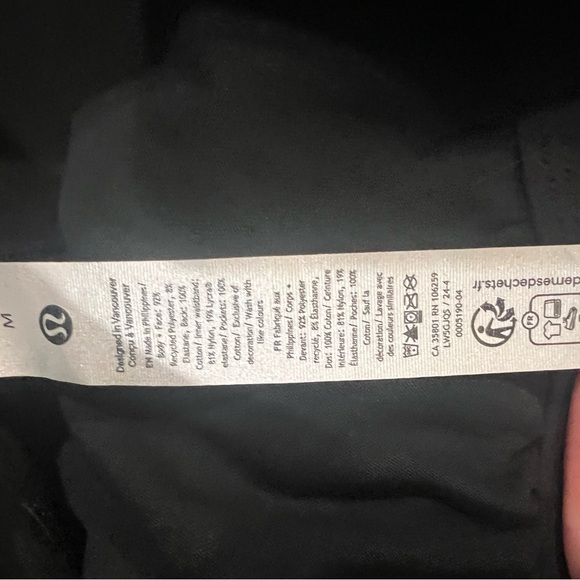 M
Designed in Vancouver
Conçu à Vancouver
EN Made in Philippines/
Body + Face: 92%
Recycled Polyester, 8%
Elastane, Back: 100%
Cotton/ Inner waistband:
81% Nylon, 19% Lycra®
elastane/ Pockets: 100%
Cotton/ Exclusive of
decoration/ Wash with
like colours
FR Fabriqué aux
Philippines/ Corps +
Devant: 92% Polyester
recyclé, 8% Élasthanne,
Dos: 100% Coton/ Ceinture
Intérieure: 81% Nylon, 19%
Élasthanne/ Poches: 100%
Coton/ Sauf la
décoration/ Lavage avec
des couleurs similaires
CA 35801 RN 106259
/ 24-4
0005190-04
FR
demesdechets.fr